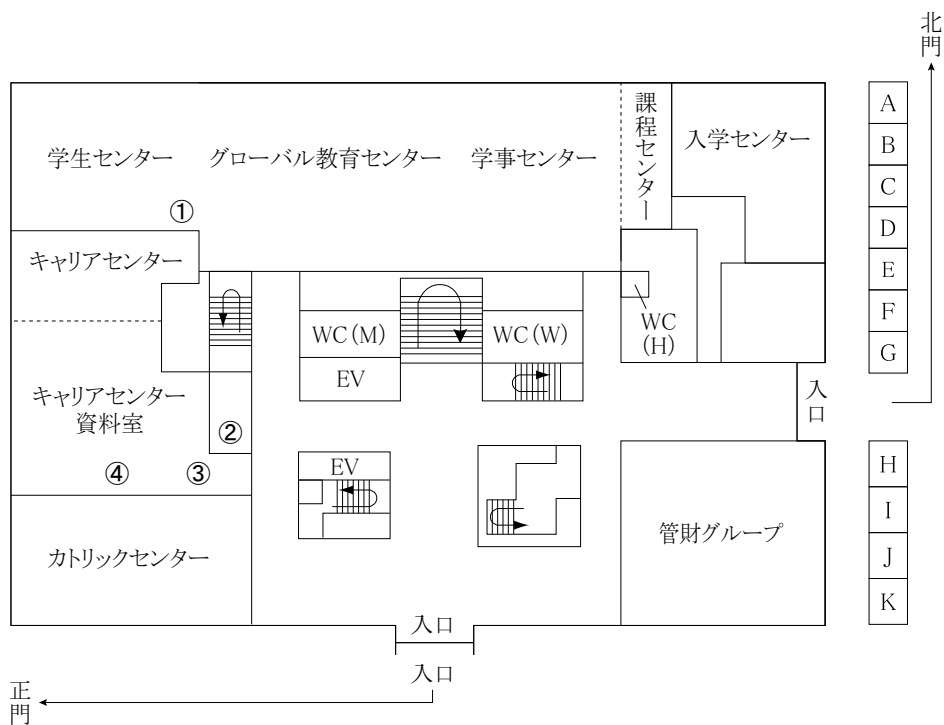 北門
学生センター
グローバル教育センター
学事センター
課程センター
入学センター
A
B
C
D
E
F
G
①
キャリアセンター
WC(M)
WC(W)
WC
(H)
EV
キャリアセンター
資料室
②
③
④
入口
EV
H
I
J
K
カトリックセンター
管財グループ
入口
入口
正門